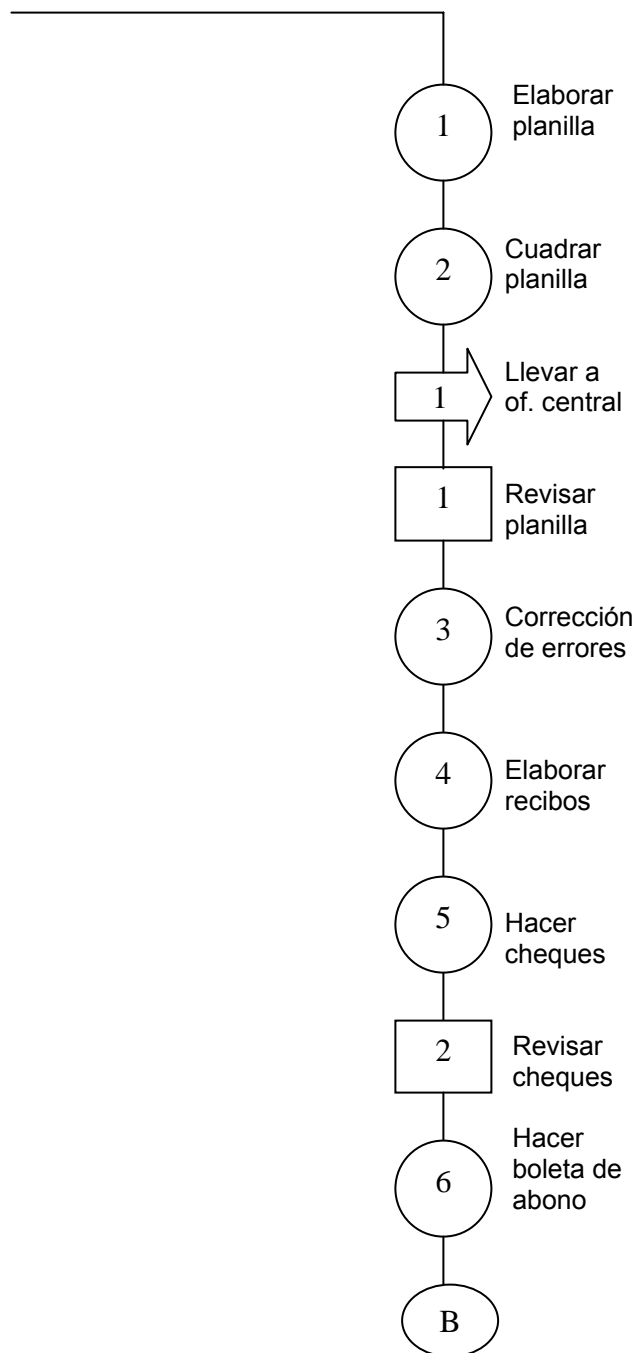 1
Elaborar
planilla
2
Cuadrar
planilla
1
Llevar a
of. central
1
Revisar
planilla
3
Corrección
de errores
4
Elaborar
recibos
5
Hacer
cheques
2
Revisar
cheques
6
Hacer
boleta de
abono
B